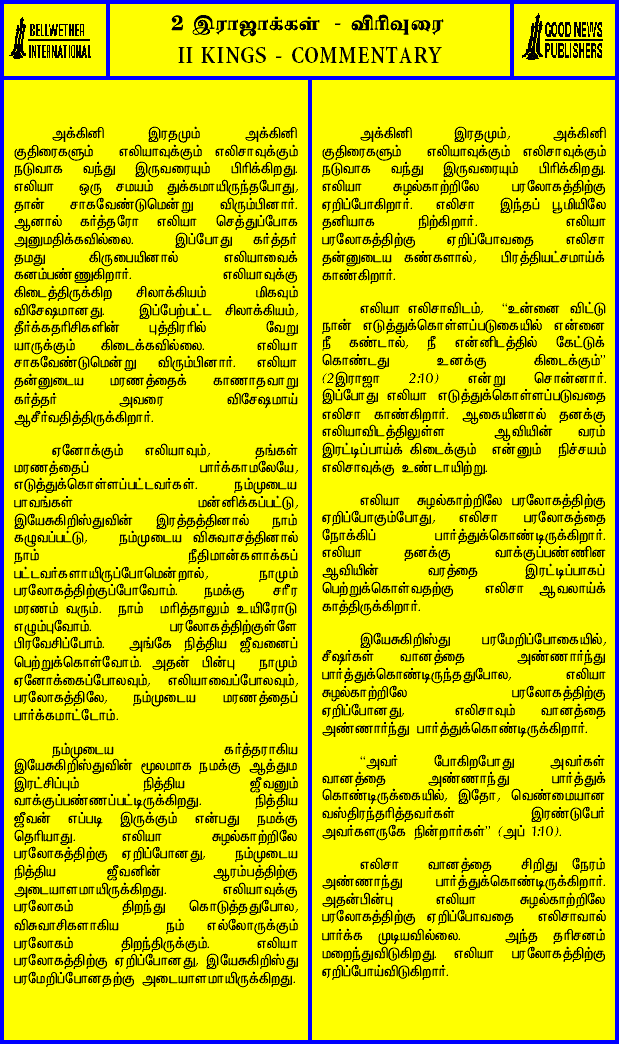 BELLWETHER
INTERNATIONAL
2 இராஜாக்கள் - விரிவுரை
II KINGS - COMMENTARY
GOOD NEWS
PUBLISHERS
அக்கினி இரதமும் அக்கினி
குதிரைகளும் எலியாவுக்கும் எலிசாவுக்கும்
நடுவாக வந்து இருவரையும் பிரிக்கிறது.
எலியா ஒரு சமயம் துக்கமாயிருந்தபோது,
தான் சாகவேண்டுமென்று விரும்பினார்.
ஆனால் கர்த்தரோ எலியா செத்துப்போக
அனுமதிக்கவில்லை. இப்போது கர்த்தர்
தமது கிருபையினால் எலியாவைக்
கனம்பண்ணுகிறார். எலியாவுக்கு
கிடைத்திருக்கிற சிலாக்கியம் மிகவும்
விசேஷமானது. இப்பேற்பட்ட சிலாக்கியம்,
தீர்க்கதரிசிகளின் புத்திரரில் வேறு
யாருக்கும் கிடைக்கவில்லை. எலியா
சாகவேண்டுமென்று விரும்பினார். எலியா
தன்னுடைய மரணத்தைக் காணாதவாறு
கர்த்தர் அவரை விசேஷமாய்
ஆசீர்வதித்திருக்கிறார்.
ஏனோக்கும் எலியாவும், தங்கள்
மரணத்தைப் பார்க்காமலேயே,
எடுத்துக்கொள்ளப்பட்டவர்கள். நம்முடைய
பாவங்கள் மன்னிக்கப்பட்டு,
இயேசுகிறிஸ்துவின் இரத்தத்தினால் நாம்
கழுவப்பட்டு, நம்முடைய விசுவாசத்தினால்
நாம் நீதிமான்களாக்கப்
பட்டவர்களாயிருப்போமென்றால், நாமும்
பரலோகத்திற்குப்போவோம். நமக்கு சரீர
மரணம் வரும். நாம் மரித்தாலும் உயிரோடு
எழும்புவோம். பரலோகத்திற்குள்ளே
பிரவேசிப்போம். அங்கே நித்திய ஜீவனைப்
பெற்றுக்கொள்வோம். அதன் பின்பு நாமும்
ஏனோக்கைப்போலவும், எலியாவைப்போலவும்,
பரலோகத்திலே, நம்முடைய மரணத்தைப்
பார்க்கமாட்டோம்.
நம்முடைய கர்த்தராகிய
இயேசுகிறிஸ்துவின் மூலமாக நமக்கு ஆத்தும
இரட்சிப்பும் நித்திய ஜீவனும்
வாக்குப்பண்ணப்பட்டிருக்கிறது. நித்திய
ஜீவன் எப்படி இருக்கும் என்பது நமக்கு
தெரியாது. எலியா சுழல்காற்றிலே
பரலோகத்திற்கு ஏறிப்போனது, நம்முடைய
நித்திய ஜீவனின் ஆரம்பத்திற்கு
அடையாளமாயிருக்கிறது. எலியாவுக்கு
பரலோகம் திறந்து கொடுத்ததுபோல,
விசுவாசிகளாகிய நம் எல்லோருக்கும்
பரலோகம் திறந்திருக்கும். எலியா
பரலோகத்திற்கு ஏறிப்போனது, இயேசுகிறிஸ்து
பரமேறிப்போனதற்கு அடையாளமாயிருக்கிறது.
அக்கினி இரதமும், அக்கினி
குதிரைகளும் எலியாவுக்கும் எலிசாவுக்கும்
நடுவாக வந்து இருவரையும் பிரிக்கிறது.
எலியா சுழல்காற்றிலே பரலோகத்திற்கு
ஏறிப்போகிறார். எலிசா இந்தப் பூமியிலே
தனியாக நிற்கிறார். எலியா
பரலோகத்திற்கு ஏறிப்போவதை எலிசா
தன்னுடைய கண்களால், பிரத்தியட்சமாய்க்
காண்கிறார்.
எலியா எலிசாவிடம், "உன்னை விட்டு
நான் எடுத்துக்கொள்ளப்படுகையில் என்னை
நீ கண்டால், நீ என்னிடத்தில் கேட்டுக்
கொண்டது உனக்கு கிடைக்கும்"
(2இராஜா 2:10) என்று சொன்னார்.
இப்போது எலியா எடுத்துக்கொள்ளப்படுவதை
எலிசா காண்கிறார். ஆகையினால் தனக்கு
எலியாவிடத்திலுள்ள ஆவியின் வரம்
இரட்டிப்பாய்க் கிடைக்கும் என்னும் நிச்சயம்
எலிசாவுக்கு உண்டாயிற்று.
எலியா சுழல்காற்றிலே பரலோகத்திற்கு
ஏறிப்போகும்போது, எலிசா பரலோகத்தை
நோக்கிப் பார்த்துக்கொண்டிருக்கிறார்.
எலியா தனக்கு வாக்குப்பண்ணின
ஆவியின் வரத்தை இரட்டிப்பாகப்
பெற்றுக்கொள்வதற்கு எலிசா ஆவலாய்க்
காத்திருக்கிறார்.
இயேசுகிறிஸ்து பரமேறிப்போகையில்,
சீஷர்கள் வானத்தை அண்ணார்ந்து
பார்த்துக்கொண்டிருந்ததுபோல, எலியா
சுழல்காற்றிலே பரலோகத்திற்கு
ஏறிப்போனது, எலிசாவும் வானத்தை
அண்ணார்ந்து பார்த்துக்கொண்டிருக்கிறார்.
"அவர் போகிறபோது அவர்கள்
வானத்தை அண்ணாந்து பார்த்துக்
கொண்டிருக்கையில், இதோ, வெண்மையான
வஸ்திரந்தரித்தவர்கள் இரண்டுபேர்
அவர்களருகே நின்றார்கள்" (அப் 1:10).
எலிசா வானத்தை சிறிது நேரம்
அண்ணாந்து பார்த்துக்கொண்டிருக்கிறார்.
அதன்பின்பு எலியா சுழல்காற்றிலே
பரலோகத்திற்கு ஏறிப்போவதை எலிசாவால்
பார்க்க முடியவில்லை. அந்த தரிசனம்
மறைந்துவிடுகிறது. எலியா பரலோகத்திற்கு
ஏறிப்போய்விடுகிறார்.